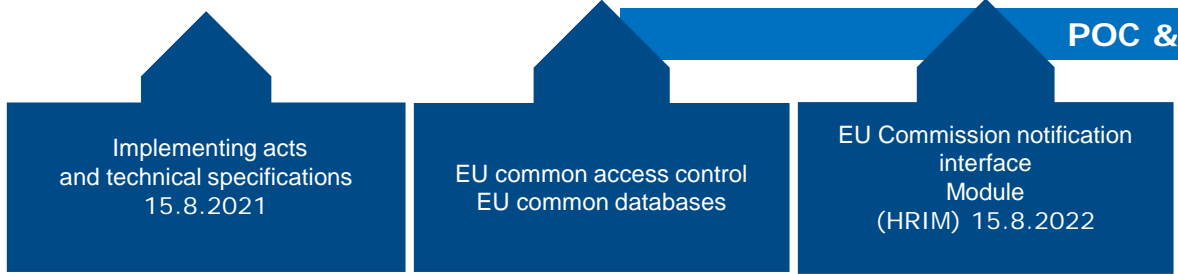 POC &
Implementing acts
and technical specifications
15.8.2021
EU common access control
EU common databases
EU Commission notification
interface
Module
(HRIM) 15.8.2022